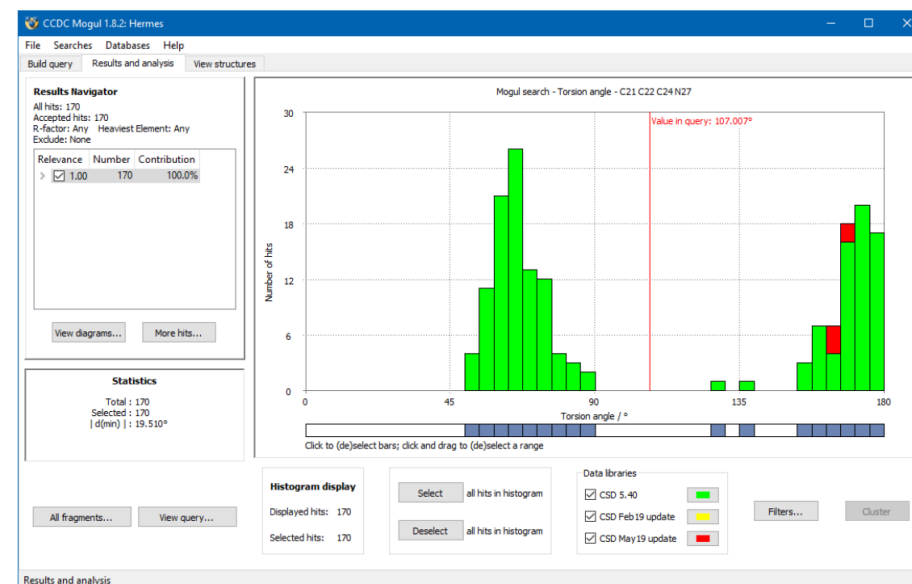 CCDC Mogul 1.8.2: Hermes
File Searches Databases Help
Build query Results and analysis View structures
Results Navigator
All hits: 170
Accepted hits: 170
R-factor: Any Heaviest Element: Any
Exclude: None
Relevance Number Contribution
1.00 170 100.0%
View diagrams... More hits...
Statistics
Total : 170
Selected : 170
| d(min) | : 19.510°
All fragments... View query...
Mogul search - Torsion angle - C21 C22 C24 N27
Value in query: 107.007°
Number of hits
30
24
18
12
6
0
0 45 90 135 180
Torsion angle / °
Click to (de)select bars; click and drag to (de)select a range
Histogram display
Displayed hits: 170
Selected hits: 170
Select all hits in histogram
Deselect all hits in histogram
Data libraries
CSD 5.40
CSD Feb19 update
CSD May19 update
Filters... Cluster
Results and analysis